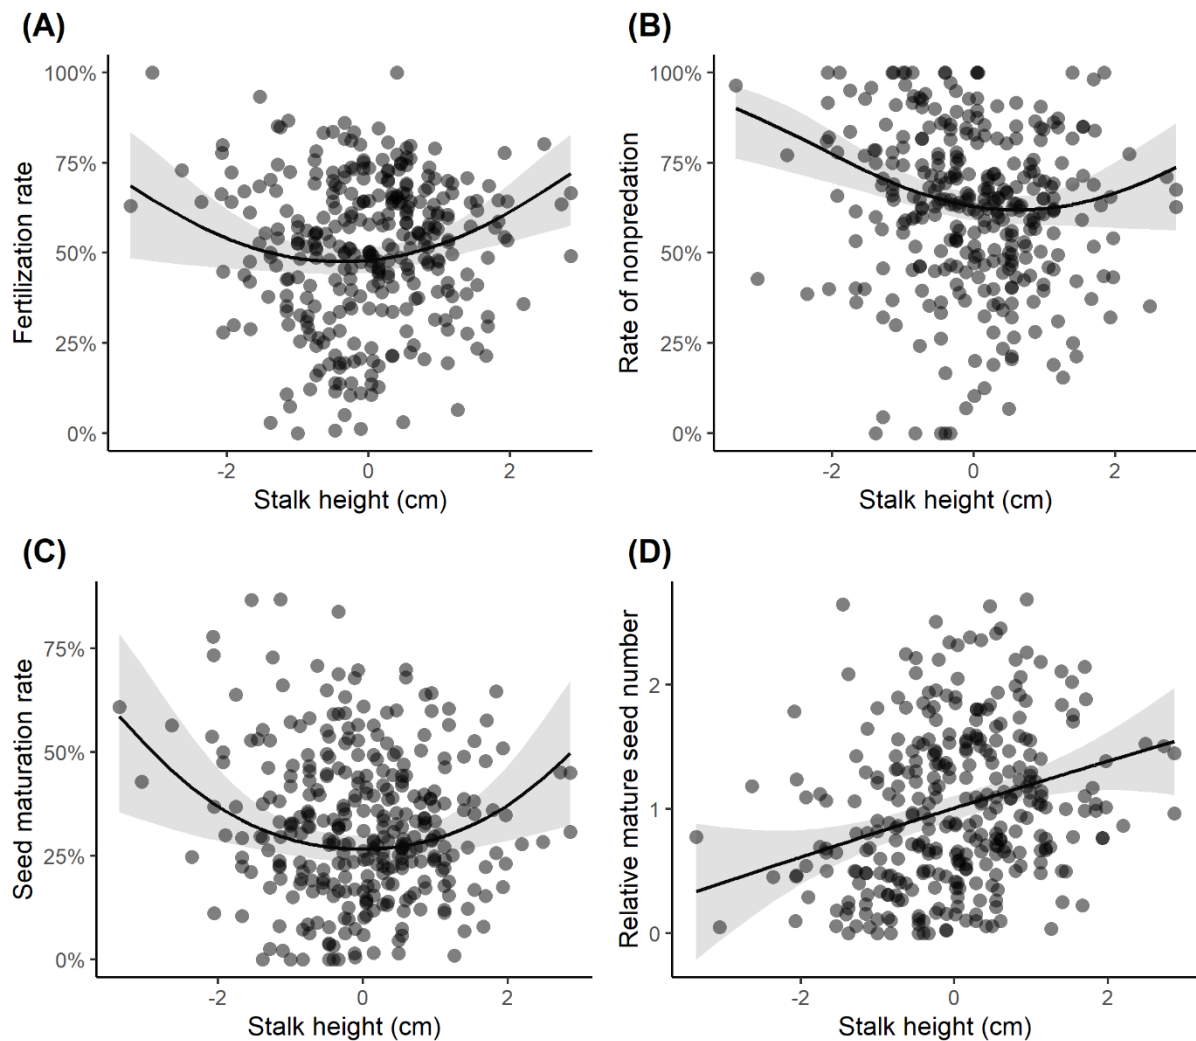 (A)
Fertilization rate
100%
75%
50%
25%
0%
-2 0 2
Stalk height (cm)
(B)
Rate of nonpredation
100%
75%
50%
25%
0%
-2 0 2
Stalk height (cm)
(C)
Seed maturation rate
75%
50%
25%
0%
-2 0 2
Stalk height (cm)
(D)
Relative mature seed number
2
1
0
-2 0 2
Stalk height (cm)